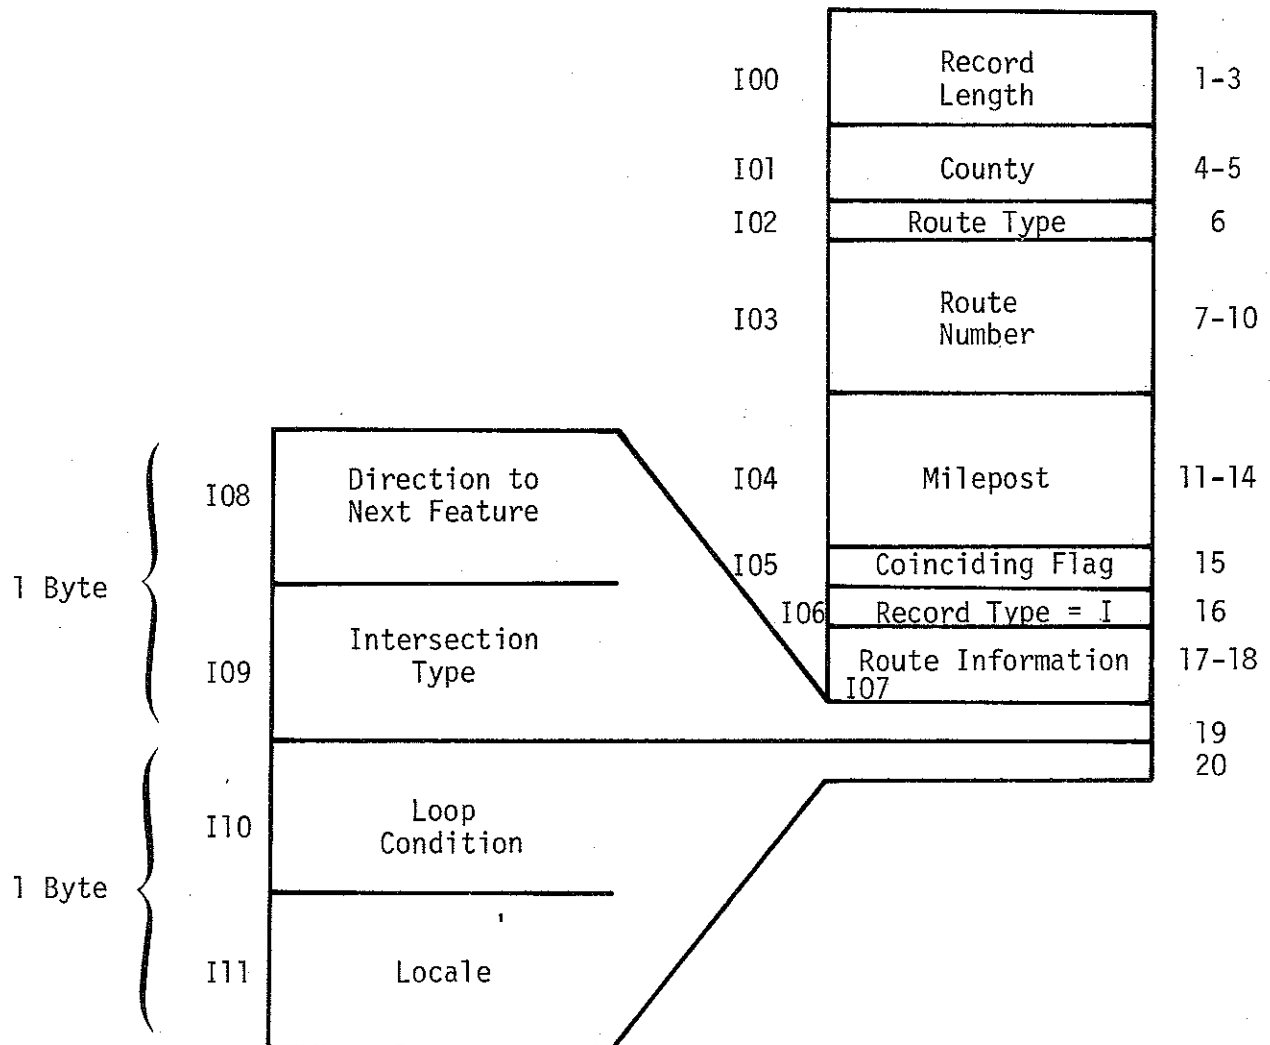 I00 Record Length 1-3
I01 County 4-5
I02 Route Type 6
I03 Route Number 7-10
I04 Milepost 11-14
I05 Coinciding Flag 15
I06 Record Type = I 16
Route Information 17-18
I07
19
20
1 Byte
I08 Direction to
Next Feature
I09 Intersection
Type
1 Byte
I10 Loop
Condition
I11 Locale